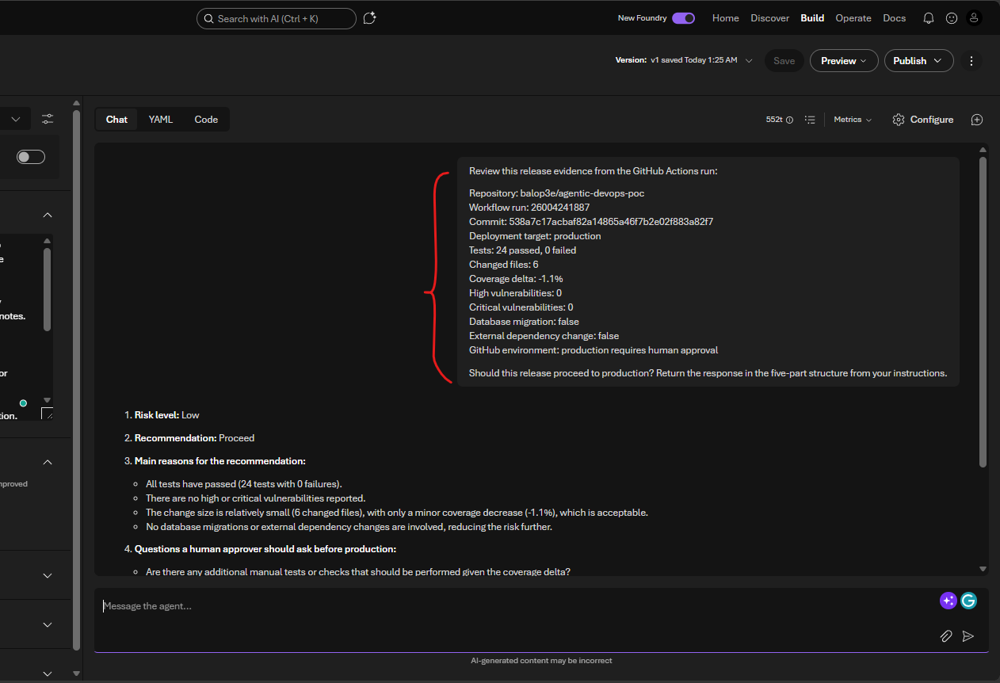 Search with AI (Ctrl + K)
New Foundry
Home
Discover
Build
Operate
Docs
Version: v1 saved Today 1:25 AM
Save
Preview
Publish
Chat
YAML
Code
552t
Metrics
Configure
e
notes.
or
tion.
mproved
Review this release evidence from the GitHub Actions run:
Repository: balop3e/agentic-devops-poc
Workflow run: 26004241887
Commit: 538a7c17acbaf82a14865a46f7b2e02f883a82f7
Deployment target: production
Tests: 24 passed, 0 failed
Changed files: 6
Coverage delta: -1.1%
High vulnerabilities: 0
Critical vulnerabilities: 0
Database migration: false
External dependency change: false
GitHub environment: production requires human approval
Should this release proceed to production? Return the response in the five-part structure from your instructions.
1. Risk level: Low
2. Recommendation: Proceed
3. Main reasons for the recommendation:
All tests have passed (24 tests with 0 failures).
There are no high or critical vulnerabilities reported.
The change size is relatively small (6 changed files), with only a minor coverage decrease (-1.1%), which is acceptable.
No database migrations or external dependency changes are involved, reducing the risk further.
4. Questions a human approver should ask before production:
Are there any additional manual tests or checks that should be performed given the coverage delta?
Message the agent...
AI-generated content may be incorrect